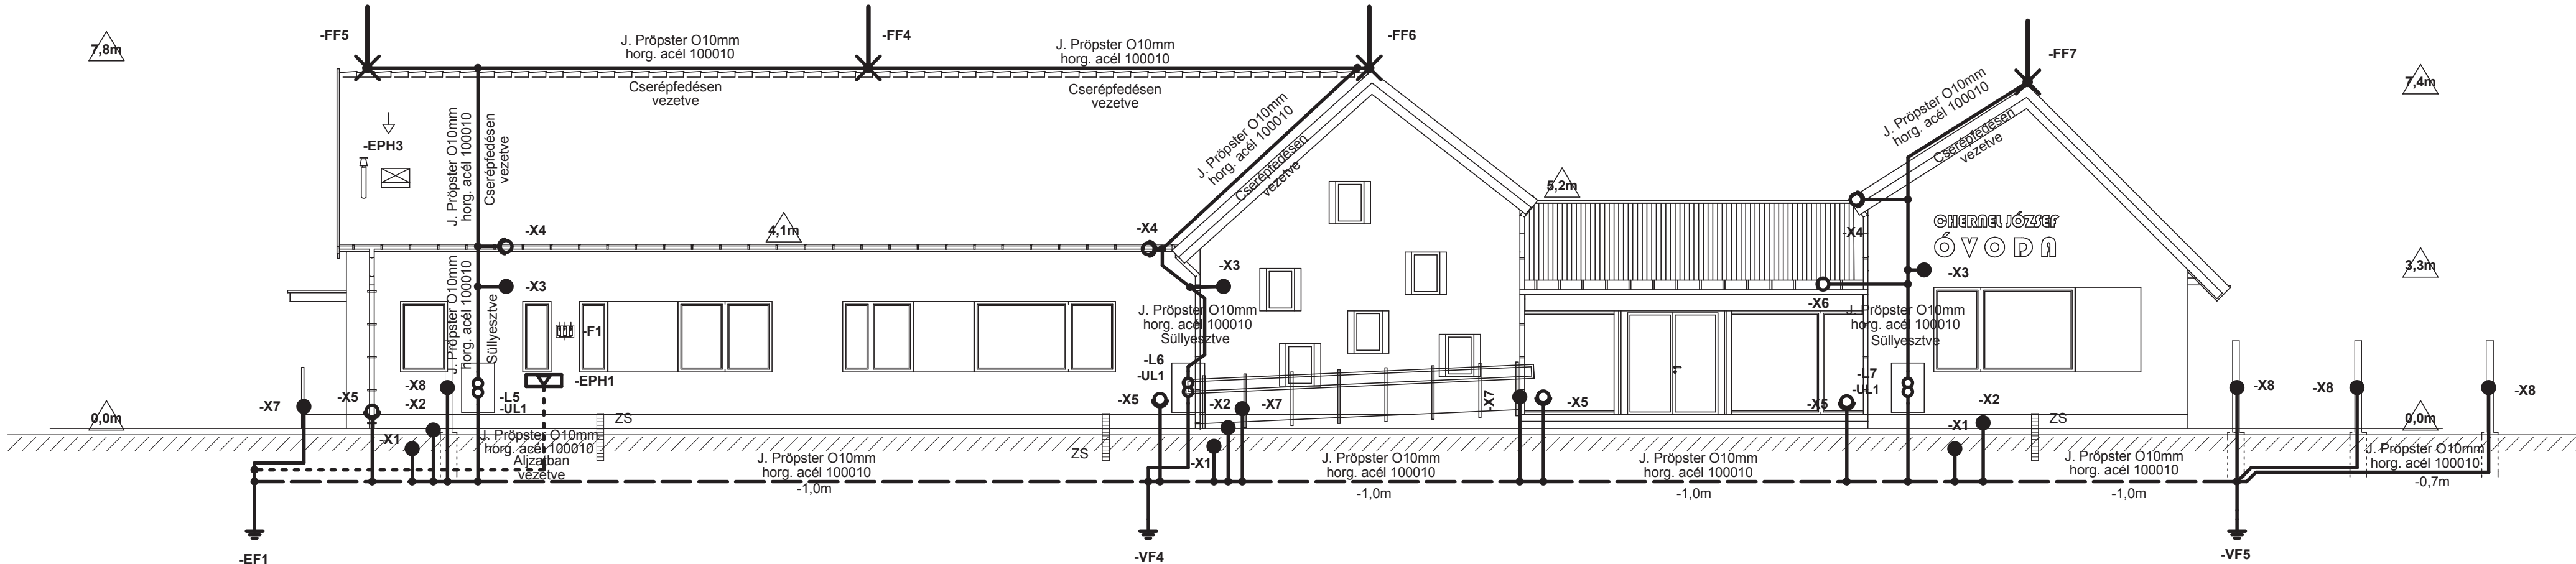 -FF5
-FF4
-FF6
-FF7
7,8m
J. Pröpster O10mm
horg. acél 100010
J. Pröpster O10mm
horg. acél 100010
7,4m
Cserépfedésen
vezetve
Cserépfedésen
vezetve
J. Pröpster O10mm
horg. acél 100010
Cserépfedésen
vezetve
J. Pröpster O10mm
horg. acél 100010
Cserépfedésen
vezetve
J. Pröpster O10mm
horg. acél 100010
Cserépfedésen
vezetve
-EPH3
5,2m
CHERNEL JÓZSEF
ÓVODA
-X4
4,1m
-X4
-X4
-X3
-X3
-X3
3,3m
J. Pröpster O10mm
horg. acél 100010
Süllyesztve
J. Pröpster O10mm
horg. acél 100010
Süllyesztve
-X6
J. Pröpster O10mm
horg. acél 100010
Süllyesztve
-F1
-EPH1
-L6
-UL1
-L7
-UL1
-X7
-X5
-X8
-X2
-L5
-UL1
-X5
-X2
-X7
-X7
-X5
-X5
-X2
-X8
-X8
-X8
0,0m
ZS
ZS
ZS
0,0m
-X1
-X1
-X1
J. Pröpster O10mm
horg. acél 100010
Aljzatban
vezetve
J. Pröpster O10mm
horg. acél 100010
-1,0m
J. Pröpster O10mm
horg. acél 100010
-1,0m
J. Pröpster O10mm
horg. acél 100010
-1,0m
J. Pröpster O10mm
horg. acél 100010
-1,0m
J. Pröpster O10mm
horg. acél 100010
-0,7m
-EF1
-VF4
-VF5